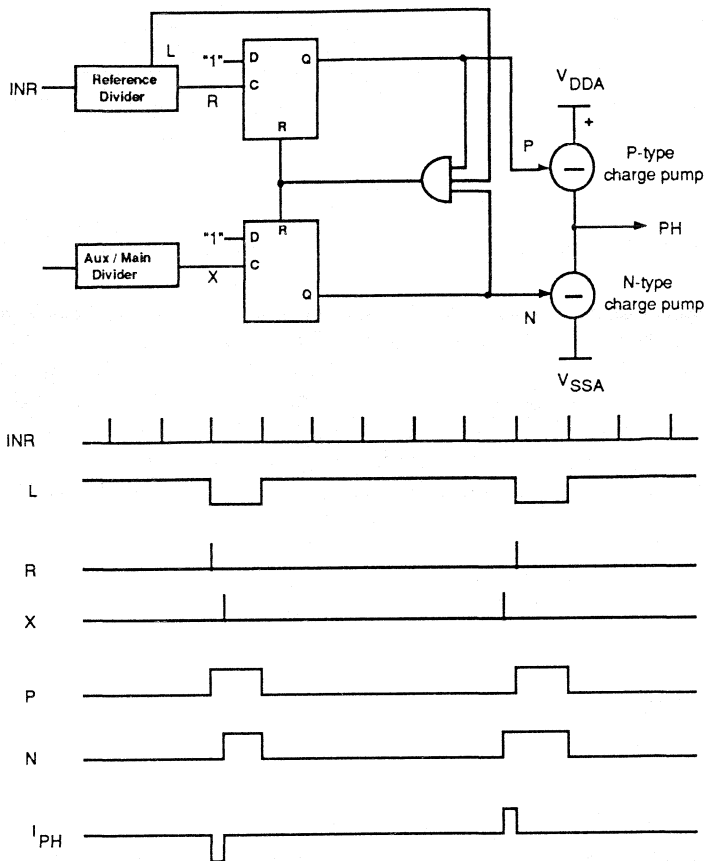 L
INR
Reference
Divider
R
"1"
D
Q
C
R
P
V DDA
+
P-type
charge pump
PH
"1"
D
R
C
Q
Aux / Main
Divider
X
N
N-type
charge pump
V SSA
INR
L
R
X
P
N
I PH